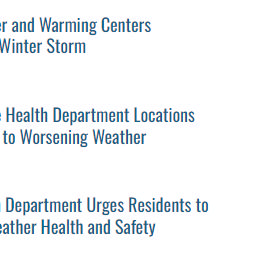 r and Warming Centers
Winter Storm
Health Department Locations
to Worsening Weather
Department Urges Residents to
eather Health and Safety